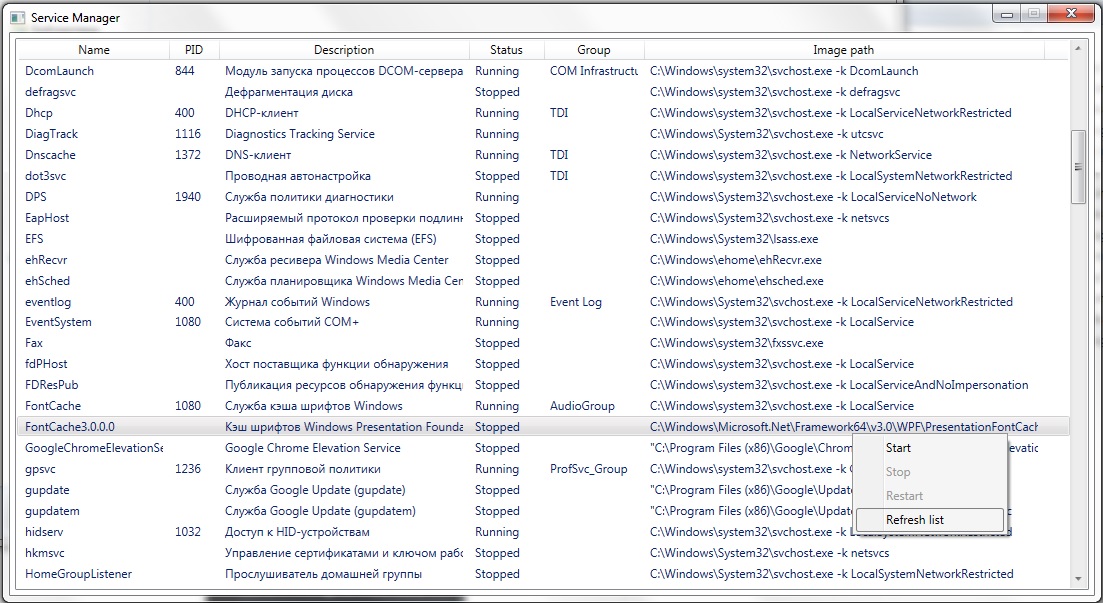 Service Manager
Name PID Description Status Group Image path
DcomLaunch 844 Модуль запуска процессов DCOM-сервера Running COM Infrastructu C:\Windows\system32\svchost.exe -k DcomLaunch
defragsvc Дефрагментация диска Stopped C:\Windows\system32\svchost.exe -k defragsvc
Dhcp 400 DHCP-клиент Running TDI C:\Windows\system32\svchost.exe -k LocalServiceNetworkRestricted
DiagTrack 1116 Diagnostics Tracking Service Running C:\Windows\System32\svchost.exe -k utcsvc
Dnscache 1372 DNS-клиент Running TDI C:\Windows\system32\svchost.exe -k NetworkService
dot3svc Проводная автонастройка Stopped TDI C:\Windows\system32\svchost.exe -k LocalSystemNetworkRestricted
DPS 1940 Служба политики диагностики Running C:\Windows\System32\svchost.exe -k LocalServiceNoNetwork
EapHost Расширяемый протокол проверки подлинн Stopped C:\Windows\System32\svchost.exe -k netsvcs
EFS Шифрованная файловая система (EFS) Stopped C:\Windows\System32\lsass.exe
ehRecvr Служба ресивера Windows Media Center Stopped C:\Windows\ehome\ehRecvr.exe
ehSched Служба планировщика Windows Media Cen Stopped C:\Windows\ehome\ehsched.exe
eventlog 400 Журнал событий Windows Running Event Log C:\Windows\System32\svchost.exe -k LocalServiceNetworkRestricted
EventSystem 1080 Система событий COM+ Running C:\Windows\system32\svchost.exe -k LocalService
Fax Факс Stopped C:\Windows\system32\fxssvc.exe
fdPHost Хост поставщика функции обнаружения Stopped C:\Windows\system32\svchost.exe -k LocalService
FDResPub Публикация ресурсов обнаружения функц Stopped C:\Windows\system32\svchost.exe -k LocalServiceAndNoImpersonation
FontCache 1080 Служба кэша шрифтов Windows Running AudioGroup C:\Windows\system32\svchost.exe -k LocalService
FontCache3.0.0.0 Кэш шрифтов Windows Presentation Founda Stopped C:\Windows\Microsoft.Net\Framework64\v3.0\WPF\PresentationFontCach
GoogleChromeElevationSe Google Chrome Elevation Service Stopped "C:\Program Files (x86)\Google\Chrom Start
gpsvc 1236 Клиент групповой политики Running ProfSvc_Group C:\Windows\system32\svchost.exe -k Stop
gupdate Служба Google Update (gupdate) Stopped "C:\Program Files (x86)\Google\Updat Restart
gupdatem Служба Google Update (gupdatem) Stopped "C:\Program Files (x86)\Google\Updat Refresh list
hidserv 1032 Доступ к HID-устройствам Running C:\Windows\system32\svchost.exe -k LocalSystemNetworkRestricted
hkmsvc Управление сертификатами и ключом рабо Stopped C:\Windows\System32\svchost.exe -k netsvcs
HomeGroupListener Прослушиватель домашней группы Stopped C:\Windows\System32\svchost.exe -k LocalSystemNetworkRestricted